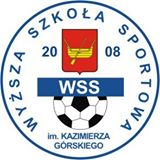 WYŻSZA SZKOŁA SPORTOWA
20 08
WSS
im. KAZIMIERZA
GÓRSKIEGO